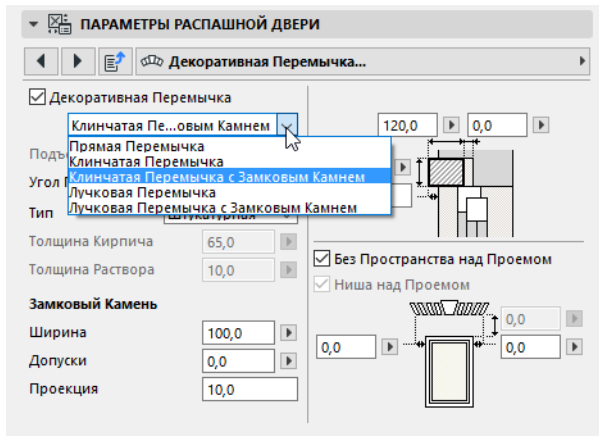 ПАРАМЕТРЫ РАСПАШНОЙ ДВЕРИ
Декоративная Перемычка...
Декоративная Перемычка
Клинчатая Пе...овым Камнем
Прямая Перемычка
Клинчатая Перемычка
Клинчатая Перемычка с Замковым Камнем
Лучковая Перемычка
Лучковая Перемычка с Замковым Камнем
Угол
Тип
Толщина Кирпича 65,0
Толщина Раствора 10,0
Замковый Камень
Ширина 100,0
Допуски 0,0
Проекция 10,0
120,0 0,0
Без Пространства над Проемом
Ниша над Проемом
0,0
0,0 0,0